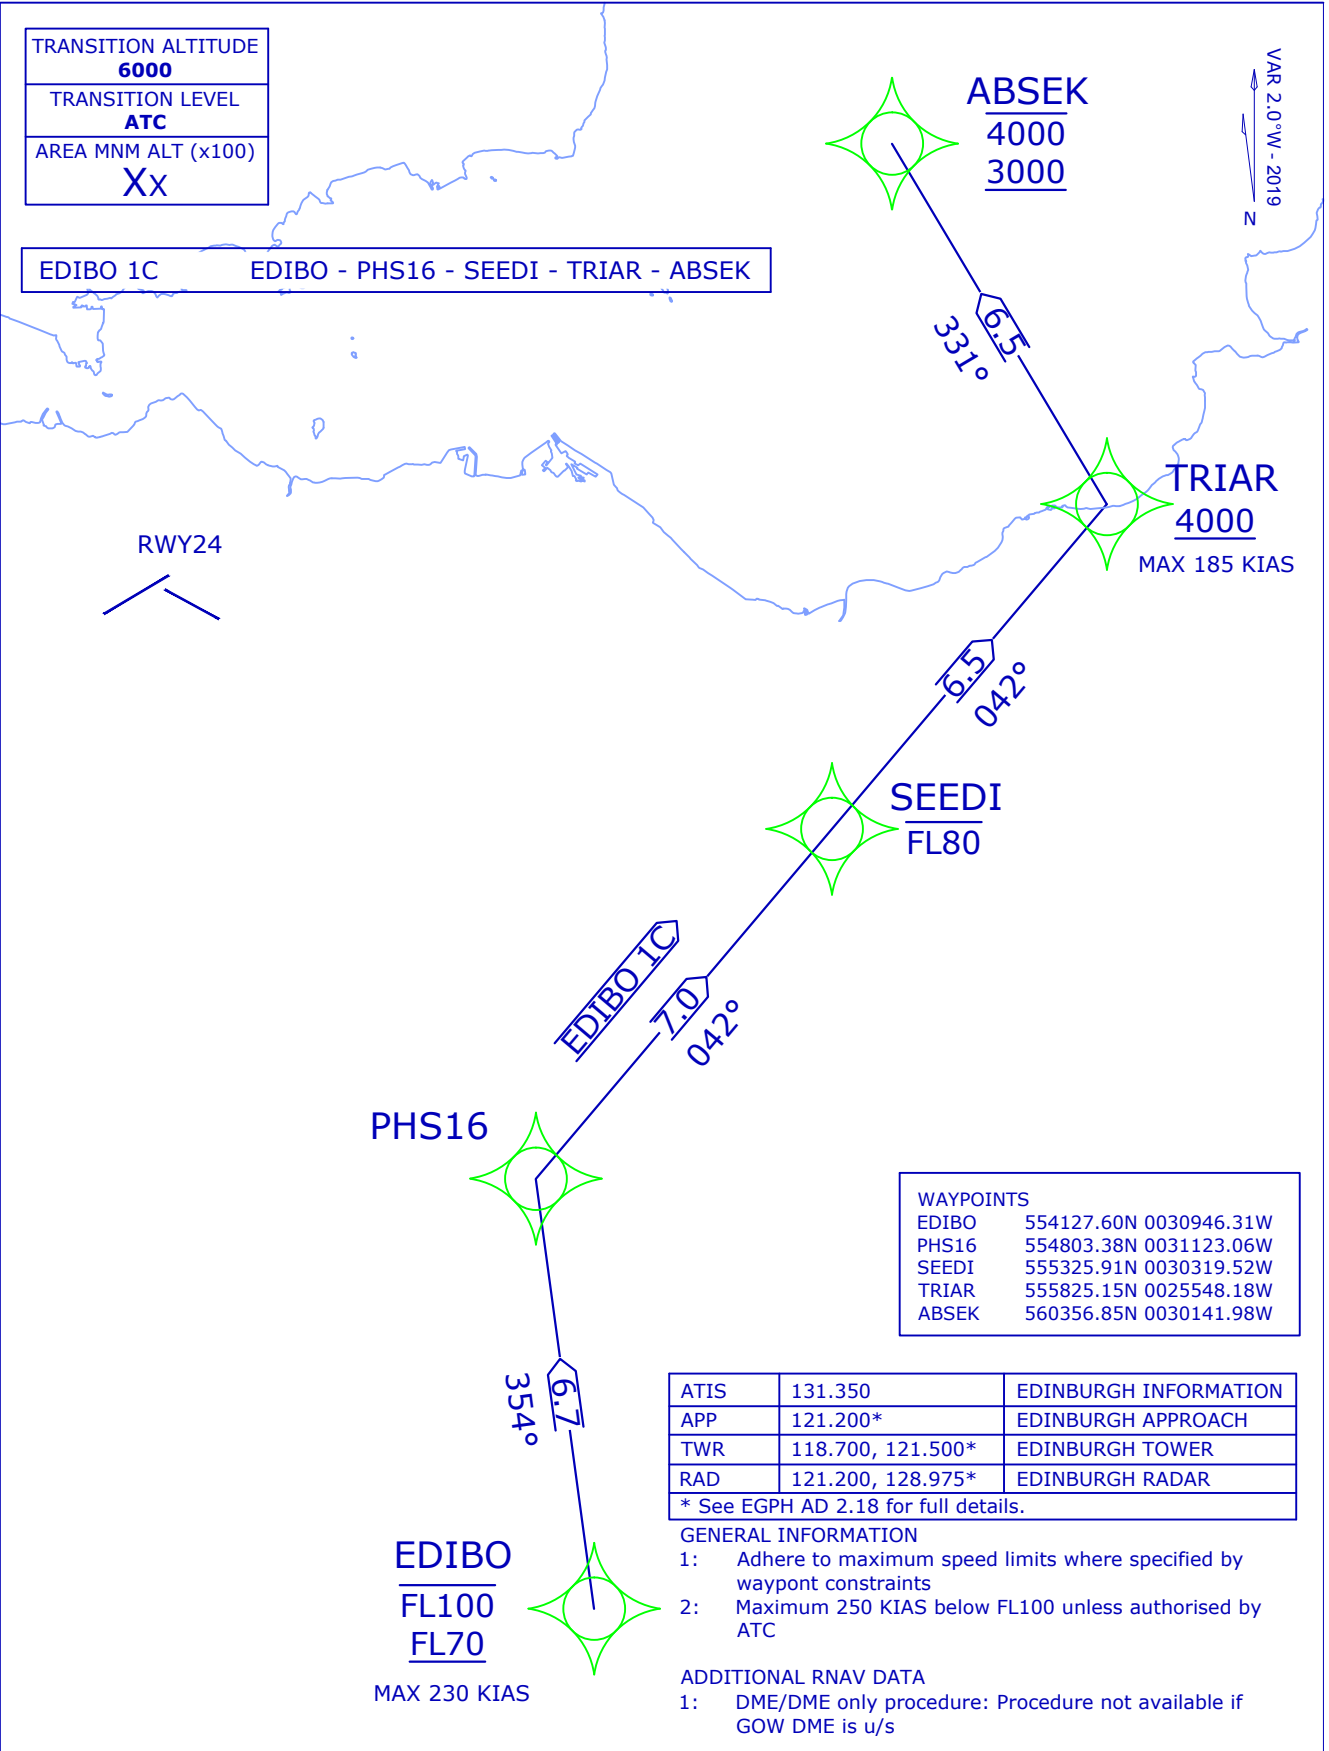 TRANSITION ALTITUDE
6000
TRANSITION LEVEL
ATC
AREA MNM ALT (x100)
XX
ABSEK
4000
3000
VAR 2.0°W - 2019
N
EDIBO 1C EDIBO - PHS16 - SEEDI - TRIAR - ABSEK
6.5
331°
TRIAR
4000
MAX 185 KIAS
RWY24
6.5
042°
SEEDI
FL80
EDIBO 1C
7.0
042°
PHS16
WAYPOINTS
EDIBO 554127.60N 0030946.31W
PHS16 554803.38N 0031123.06W
SEEDI 555325.91N 0030319.52W
TRIAR 555825.15N 0025548.18W
ABSEK 560356.85N 0030141.98W
6.7
354°
ATIS 131.350 EDINBURGH INFORMATION
APP 121.200* EDINBURGH APPROACH
TWR 118.700, 121.500* EDINBURGH TOWER
RAD 121.200, 128.975* EDINBURGH RADAR
* See EGPH AD 2.18 for full details.
EDIBO
FL100
FL70
MAX 230 KIAS
GENERAL INFORMATION
1: Adhere to maximum speed limits where specified by
waypont constraints
2: Maximum 250 KIAS below FL100 unless authorised by
ATC
ADDITIONAL RNAV DATA
1: DME/DME only procedure: Procedure not available if
GOW DME is u/s